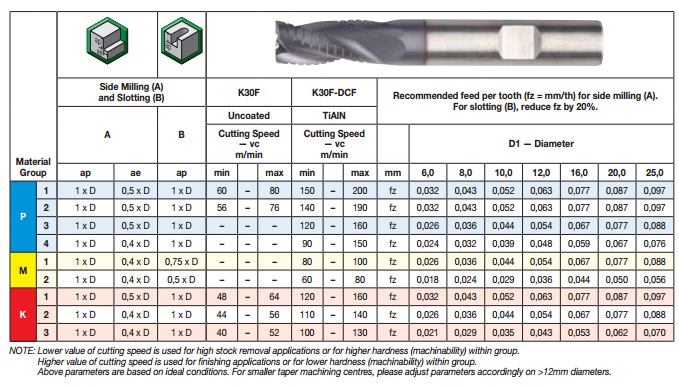 Side Milling (A)
and Slotting (B)
K30F
K30F-DCF
Recommended feed per tooth (fz = mm/th) for side milling (A).
For slotting (B), reduce fz by 20%.
Uncoated
TiAlN
A
B
Cutting Speed
— vc
m/min
Cutting Speed
— vc
m/min
D1 — Diameter
Material
Group
ap ae ap min max min max mm 6,0 8,0 10,0 12,0 16,0 20,0 25,0
P
1 1 x D 0,5 x D 1 x D 60 – 80 150 – 200 fz 0,032 0,043 0,052 0,063 0,077 0,087 0,097
2 1 x D 0,5 x D 1 x D 56 – 76 140 – 190 fz 0,032 0,043 0,052 0,063 0,077 0,087 0,097
3 1 x D 0,5 x D 1 x D – – – 120 – 160 fz 0,026 0,036 0,044 0,054 0,067 0,077 0,088
4 1 x D 0,4 x D 1 x D – – – 90 – 150 fz 0,024 0,032 0,039 0,048 0,059 0,067 0,076
M
1 1 x D 0,4 x D 0,75 x D – – – 80 – 100 fz 0,026 0,036 0,044 0,054 0,067 0,077 0,088
2 1 x D 0,4 x D 0,5 x D – – – 60 – 80 fz 0,018 0,024 0,029 0,036 0,044 0,050 0,056
K
1 1 x D 0,5 x D 1 x D 48 – 64 120 – 160 fz 0,032 0,043 0,052 0,063 0,077 0,087 0,097
2 1 x D 0,4 x D 1 x D 44 – 56 110 – 140 fz 0,026 0,036 0,044 0,054 0,067 0,077 0,088
3 1 x D 0,4 x D 1 x D 40 – 52 100 – 130 fz 0,021 0,029 0,035 0,043 0,053 0,062 0,070
NOTE: Lower value of cutting speed is used for high stock removal applications or for higher hardness (machinability) within group.
Higher value of cutting speed is used for finishing applications or for lower hardness (machinability) within group.
Above parameters are based on ideal conditions. For smaller taper machining centres, please adjust parameters accordingly on >12mm diameters.